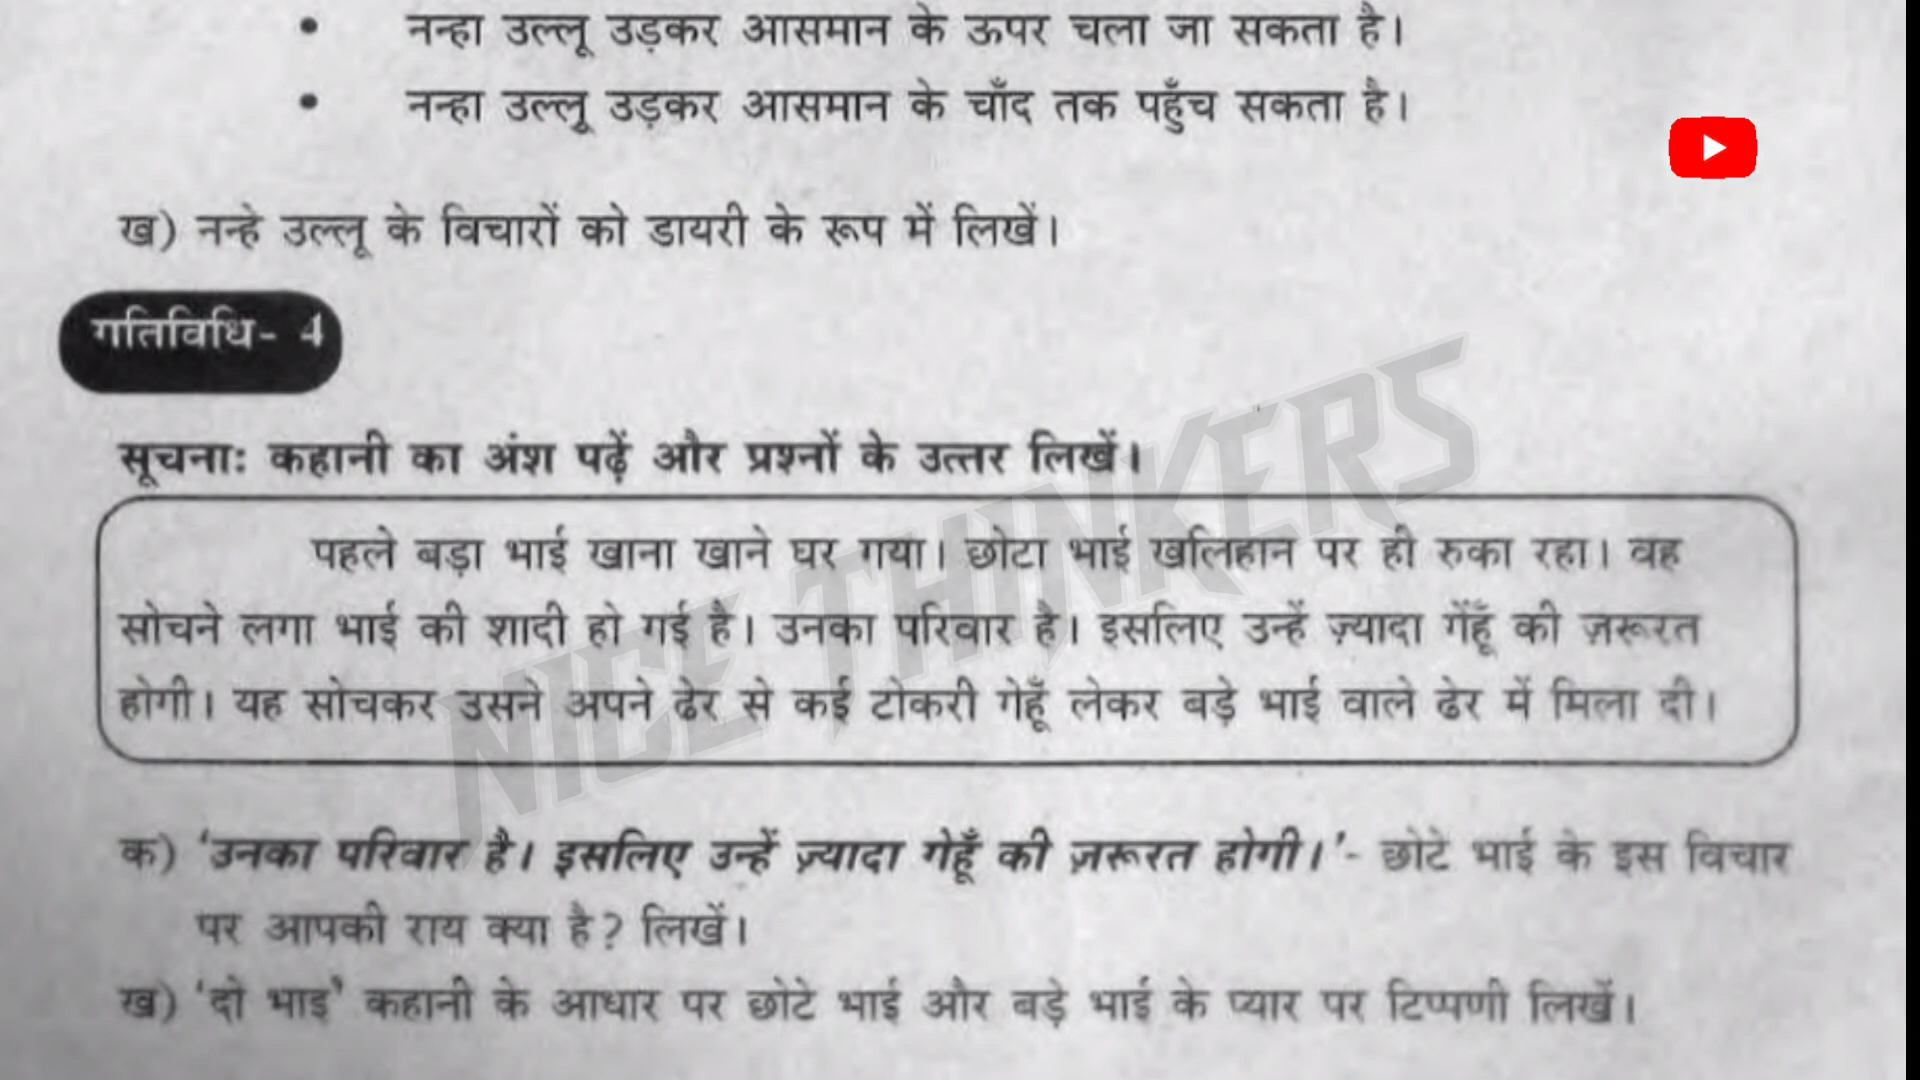 • नन्हा उल्लू उड़कर आसमान के ऊपर चला जा सकता है।
• नन्हा उल्लू उड़कर आसमान के चाँद तक पहुँच सकता है।
ख) नन्हे उल्लू के विचारों को डायरी के रूप में लिखें।
गतिविधि- 4
सूचनाः कहानी का अंश पढ़ें और प्रश्नों के उत्तर लिखें।
पहले बड़ा भाई खाना खाने घर गया। छोटा भाई खलिहान पर ही रुका रहा। वह
सोचने लगा भाई की शादी हो गई है। उनका परिवार है। इसलिए उन्हें ज़्यादा गेंहूँ की ज़रूरत
होगी। यह सोचकर उसने अपने ढेर से कई टोकरी गेहूँ लेकर बड़े भाई वाले ढेर में मिला दी।
NICE THINKERS
क) 'उनका परिवार है। इसलिए उन्हें ज़्यादा गेहूँ की ज़रूरत होगी।'- छोटे भाई के इस विचार
पर आपकी राय क्या है? लिखें।
ख) 'दो भाइ' कहानी के आधार पर छोटे भाई और बड़े भाई के प्यार पर टिप्पणी लिखें।